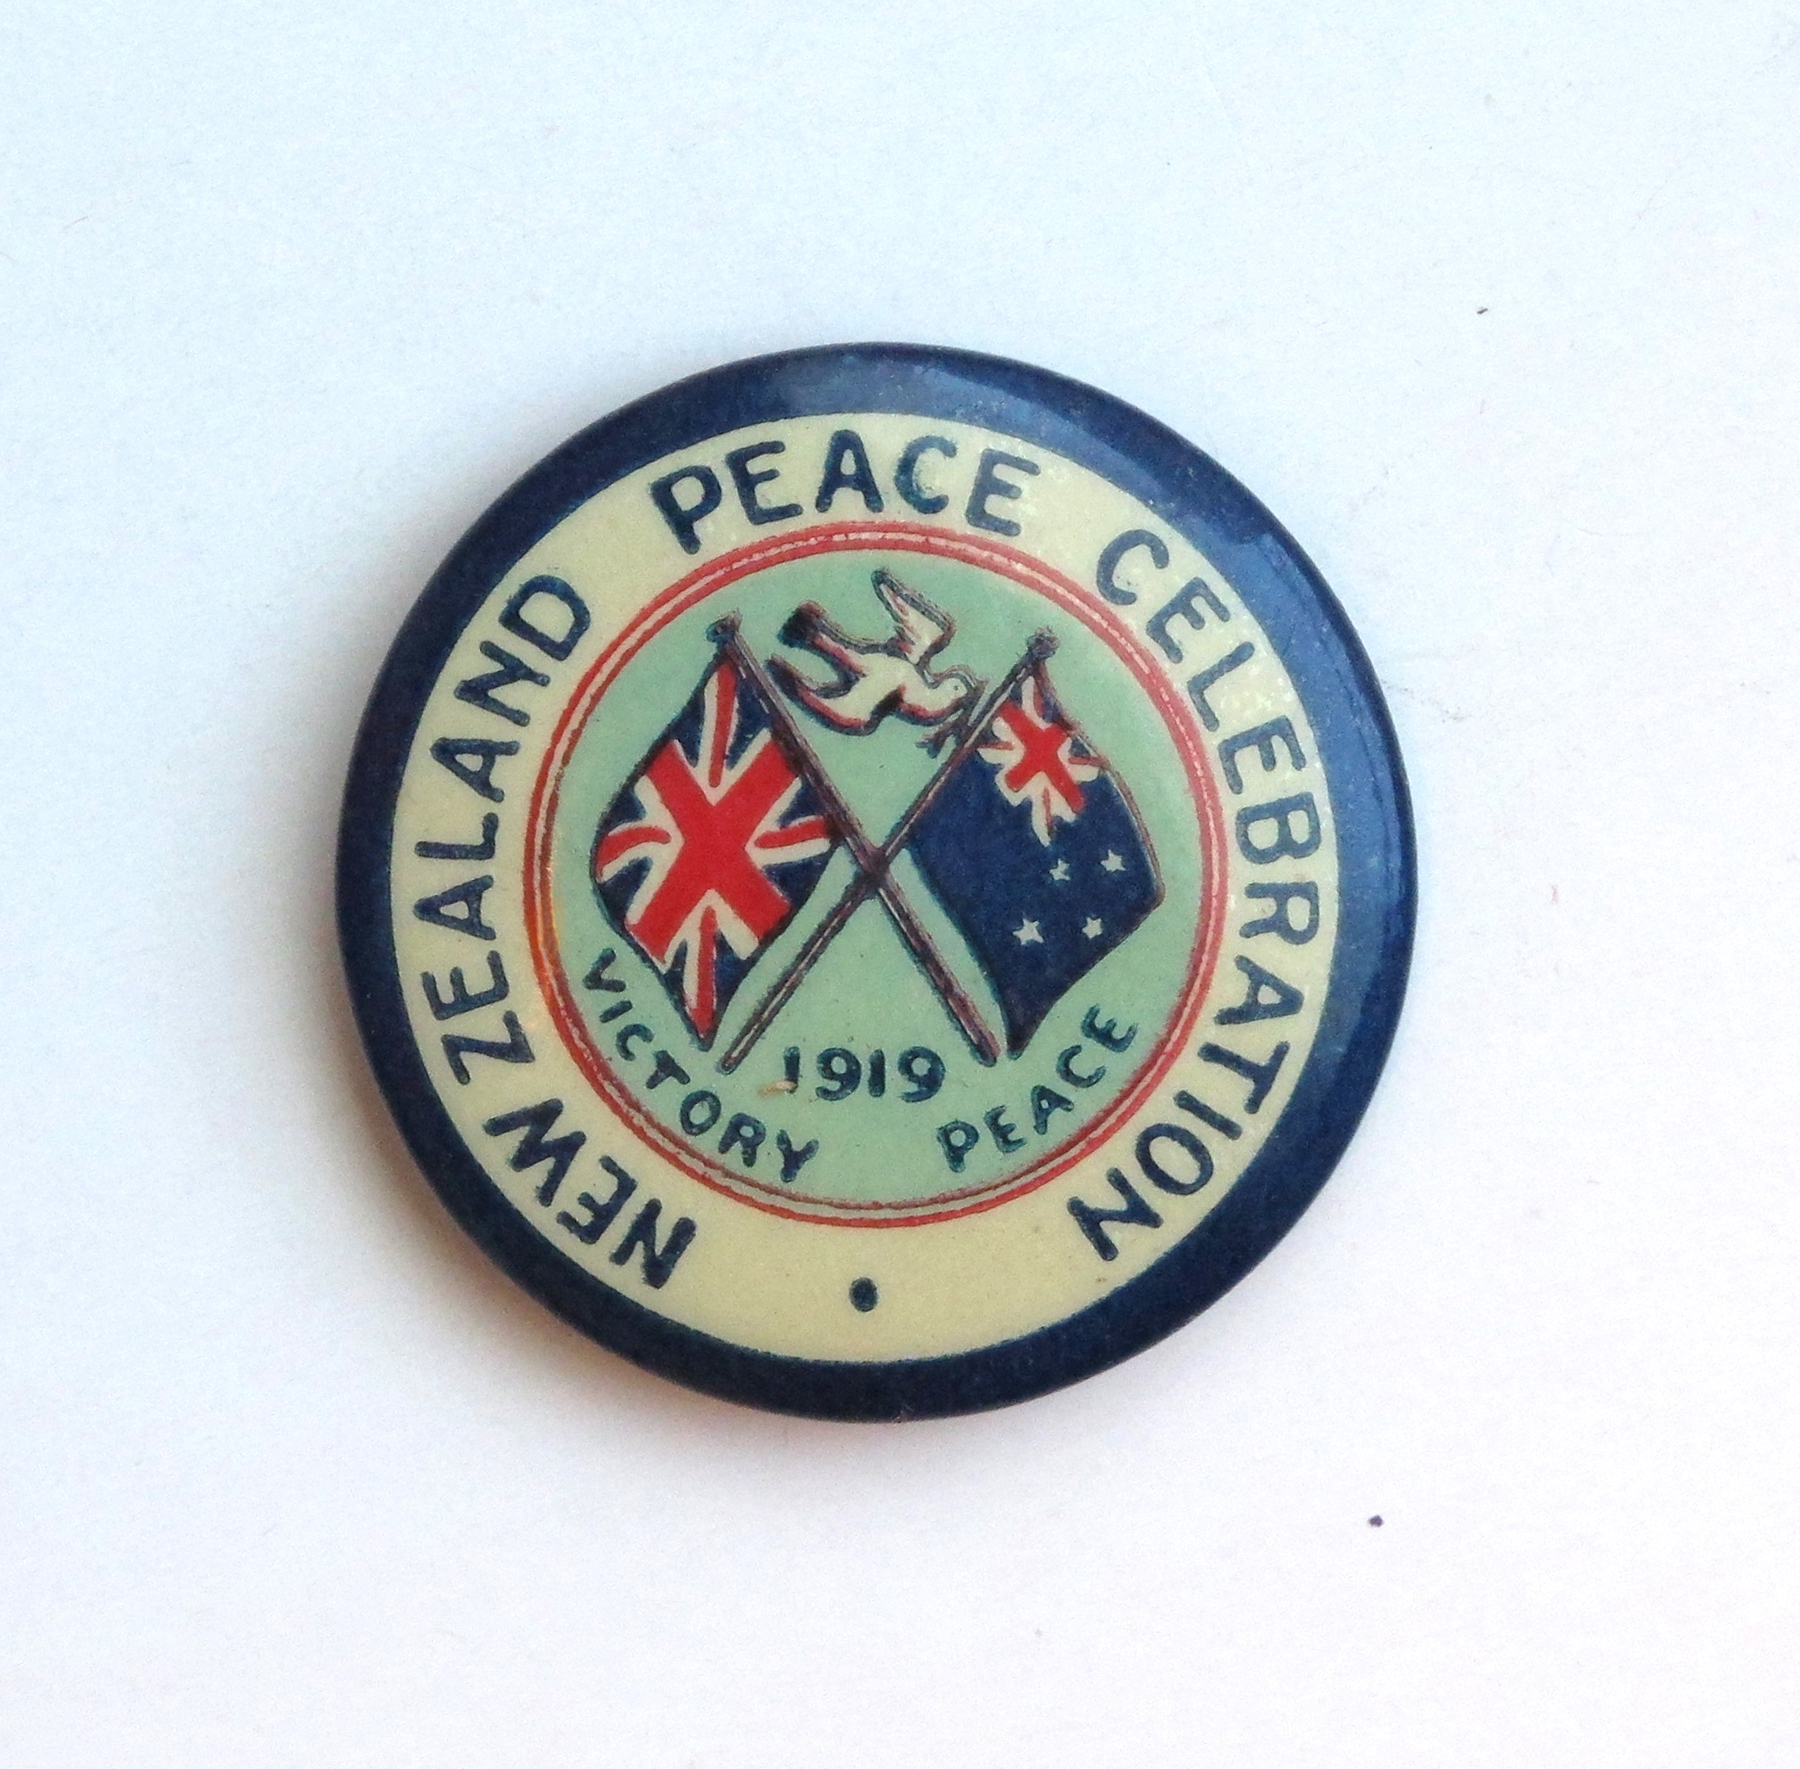 NEW ZEALAND PEACE CELEBRATION
1919
VICTORY PEACE